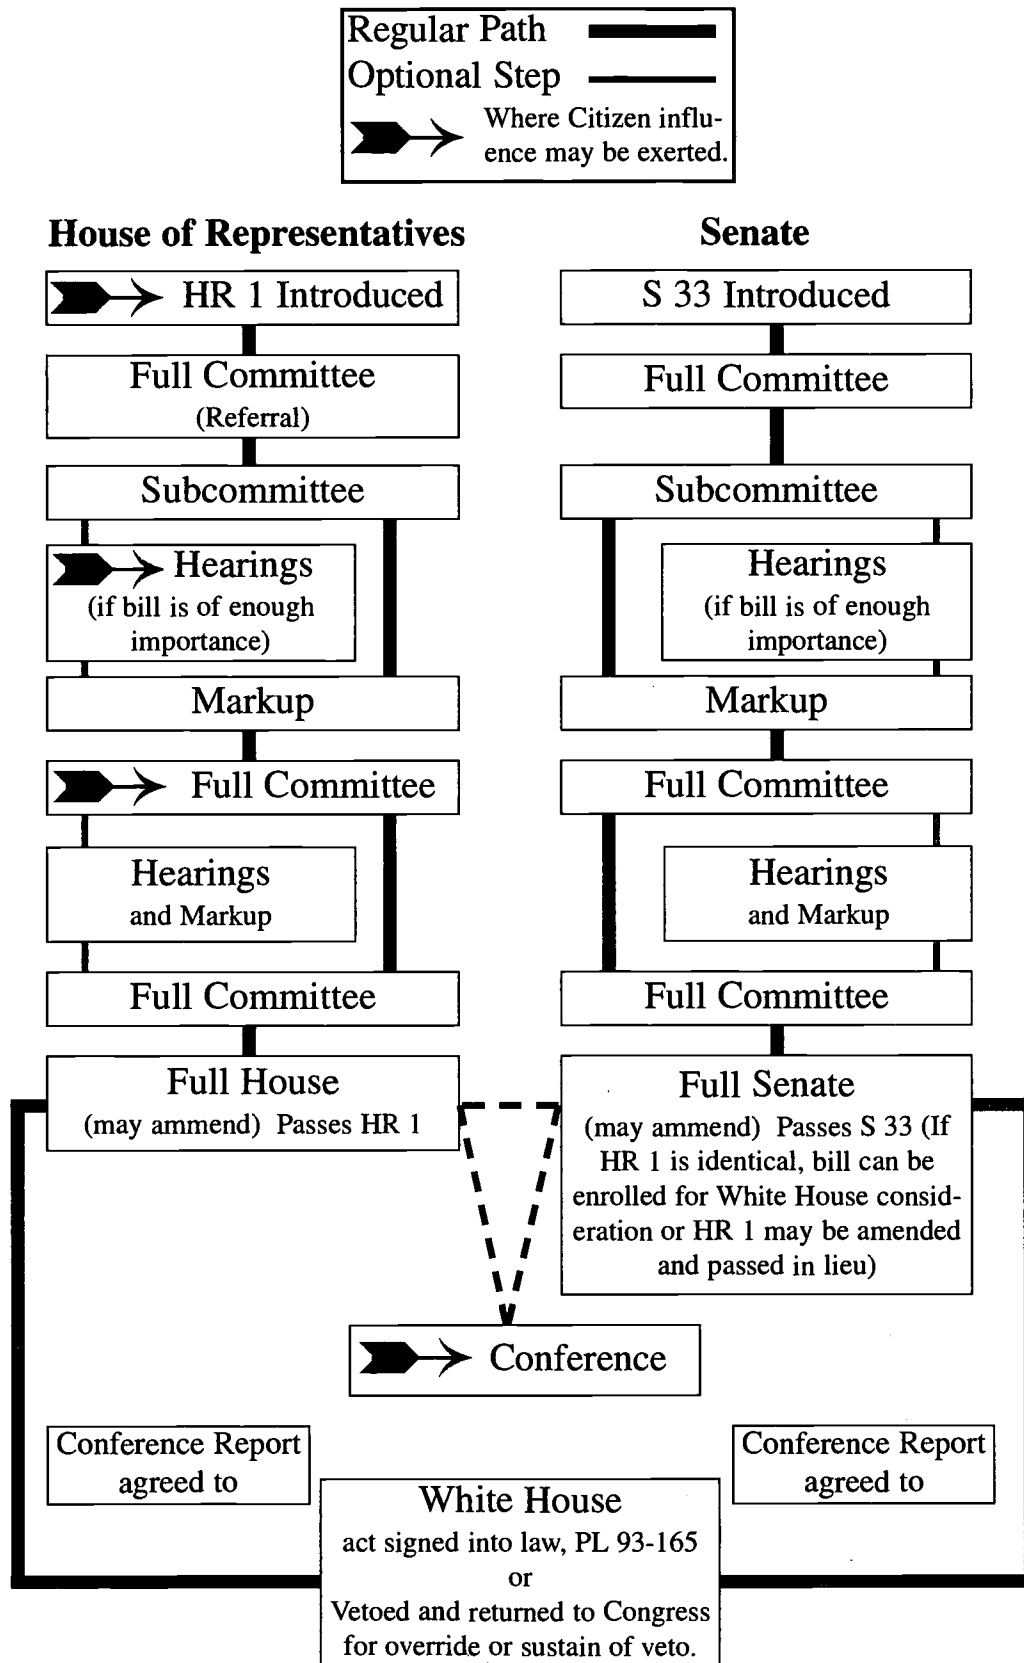 Regular Path
Optional Step
Where Citizen influ-
ence may be exerted.
House of Representatives
HR 1 Introduced
Full Committee
(Referral)
Subcommittee
Hearings
(if bill is of enough
importance)
Markup
Full Committee
Hearings
and Markup
Full Committee
Full House
(may ammend) Passes HR 1
Senate
S 33 Introduced
Full Committee
Subcommittee
Hearings
(if bill is of enough
importance)
Markup
Full Committee
Hearings
and Markup
Full Committee
Full Senate
(may ammend) Passes S 33 (If
HR 1 is identical, bill can be
enrolled for White House consid-
eration or HR 1 may be amended
and passed in lieu)
Conference
Conference Report
agreed to
Conference Report
agreed to
White House
act signed into law, PL 93-165
or
Vetoed and returned to Congress
for override or sustain of veto.